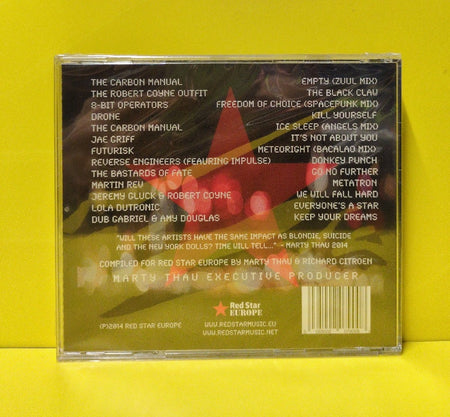 THE CARBON MANUAL EMPTY (ZUUL MIX)
THE ROBERT COYNE OUTFIT THE BLACK CLAW
8-BIT OPERATORS FREEDOM OF CHOICE (SPACEPUNK MIX)
DRONE KILL YOURSELF
THE CARBON MANUAL ICE SLEEP (ANGELS MIX)
JAE GRIFF IT'S NOT ABOUT YOU
FUTURISK METEORIGHT (BACALAO MIX)
REVERSE ENGINEERS (FEAURING IMPULSE) DONKEY PUNCH
THE BASTARDS OF FATE GO NO FURTHER
MARTIN REV METATRON
JEREMY GLUCK & ROBERT COYNE WE WILL FALL HARD
LOLA DUTRONIC EVERYONE'S A STAR
DUB GABRIEL & AMY DOUGLAS KEEP YOUR DREAMS
"WILL THESE ARTISTS HAVE THE SAME IMPACT AS BLONDIE, SUICIDE
AND THE NEW YORK DOLLS? TIME WILL TELL..." - MARTY THAU 2014
COMPILED FOR RED STAR EUROPE BY MARTY THAU & RICHARD CITROEN
MARTY THAU EXECUTIVE PRODUCER
Red Star
EUROPE
(P)2014 RED STAR EUROPE
WWW.REDSTARMUSIC.EU
WWW.REDSTARMUSIC.NET